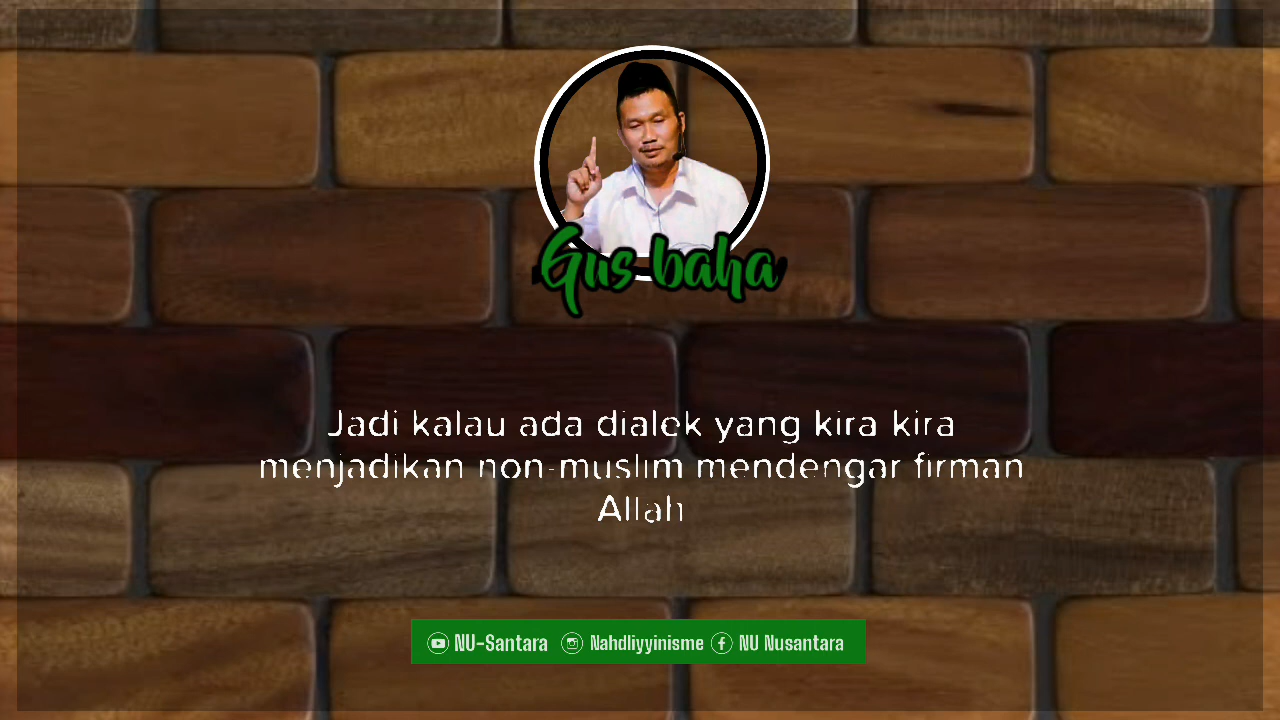 Gus baha
Jadi kalau ada dialek yang kira kira
menjadikan non-muslim mendengar firman
Allah
NU-Santara Nahdliyyinisme NU Nusantara